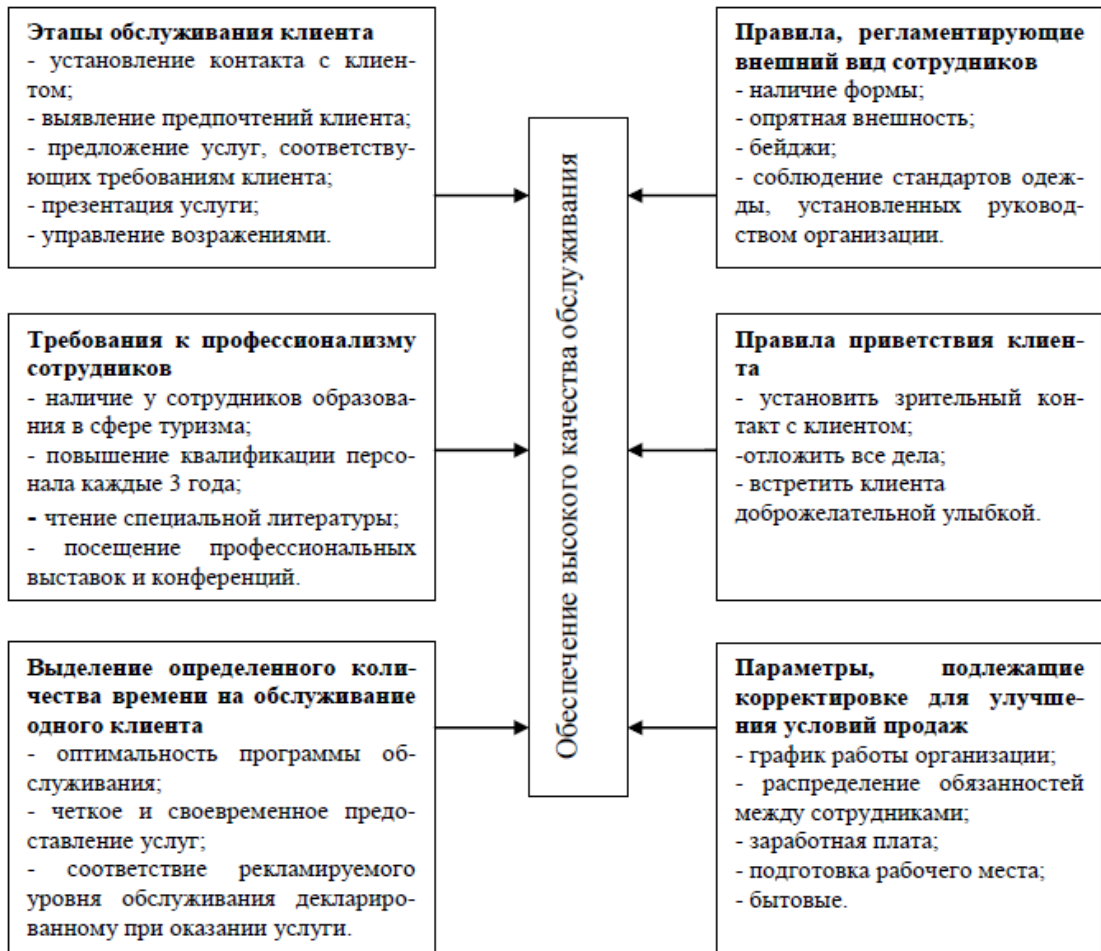 Этапы обслуживания клиента
- установление контакта с клиен-
том;
- выявление предпочтений клиента;
- предложение услуг, соответству-
ющих требованиям клиента;
- презентация услуги;
- управление возражениями.
Требования к профессионализму
сотрудников
- наличие у сотрудников образова-
ния в сфере туризма;
- повышение квалификации персо-
нала каждые 3 года;
- чтение специальной литературы;
- посещение профессиональных
выставок и конференций.
Выделение определенного коли-
чества времени на обслуживание
одного клиента
- оптимальность программы об-
служивания;
- четкое и своевременное предо-
ставление услуг;
- соответствие рекламируемого
уровня обслуживания деклариро-
ванному при оказании услуги.
Обеспечение высокого качества обслуживания
Правила, регламентирующие
внешний вид сотрудников
- наличие формы;
- опрятная внешность;
- бейджи;
- соблюдение стандартов одеж-
ды, установленных руковод-
ством организации.
Правила приветствия клиен-
та
- установить зрительный кон-
такт с клиентом;
-отложить все дела;
- встретить клиента
доброжелательной улыбкой.
Параметры, подлежащие
корректировке для улучше-
ния условий продаж
- график работы организации;
- распределение обязанностей
между сотрудниками;
- заработная плата;
- подготовка рабочего места;
- бытовые.